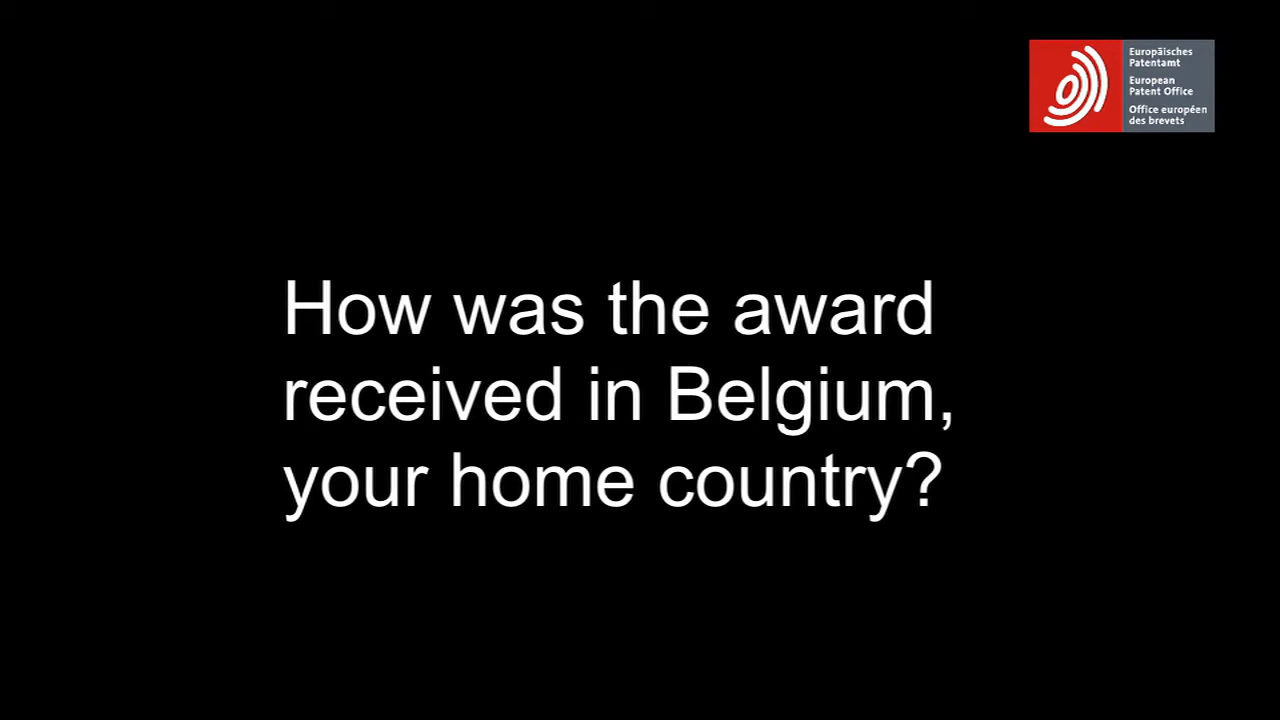 Europäisches
Patentamt
European
Patent Office
Office européen
des brevets
How was the award
received in Belgium,
your home country?